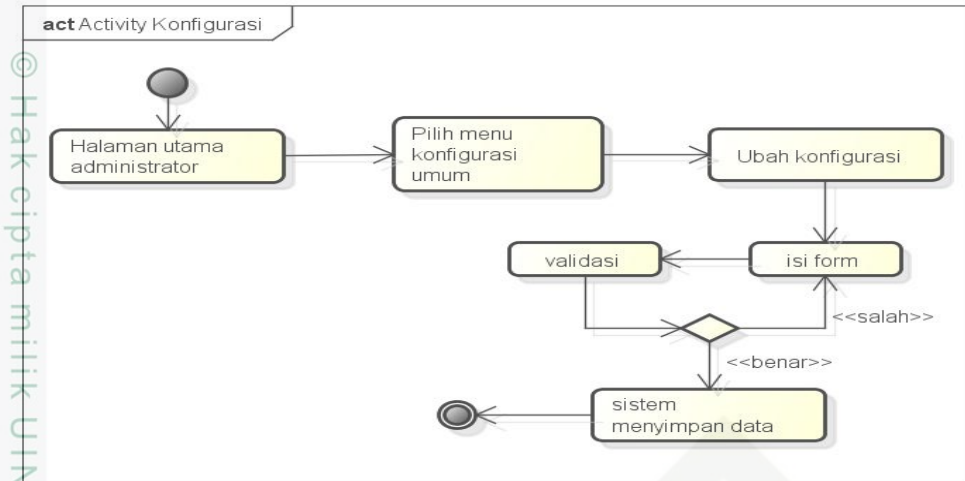 act Activity Konfigurasi
Halaman utama
administrator
Pilih menu
konfigurasi
umum
Ubah konfigurasi
validasi
isi form
<<salah>>
<<benar>>
sistem
menyimpan data
© Hak cipta milik UIN